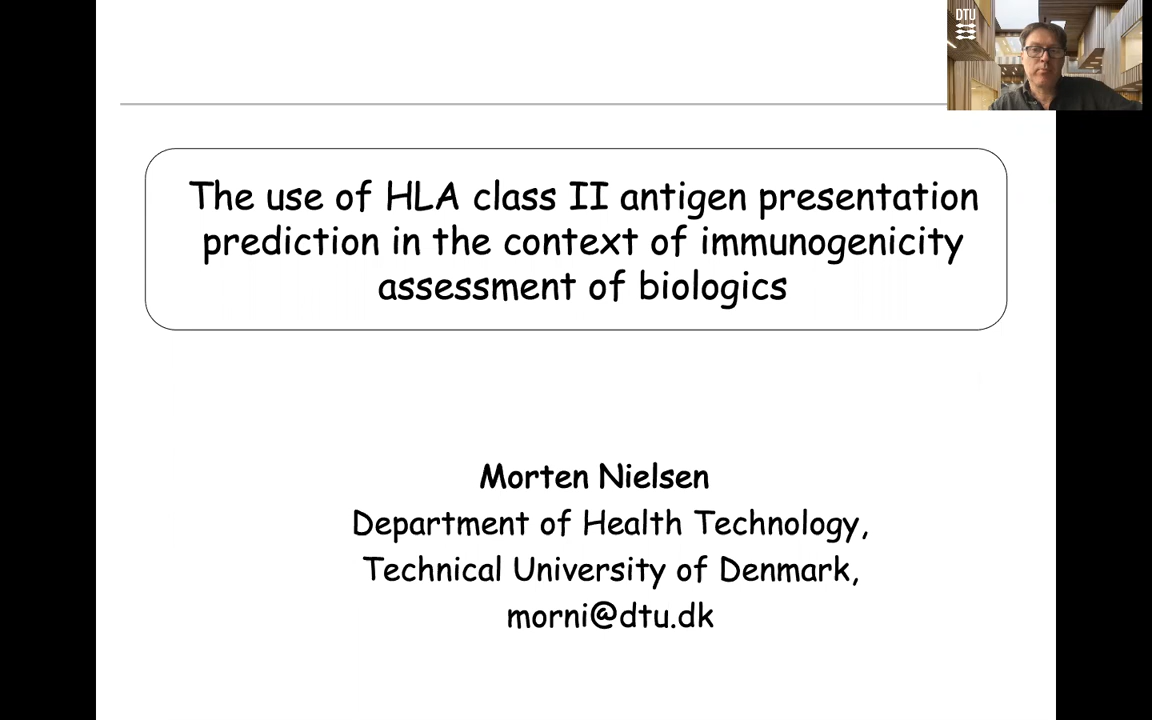 DTU
The use of HLA class II antigen presentation
prediction in the context of immunogenicity
assessment of biologics
Morten Nielsen
Department of Health Technology,
Technical University of Denmark,
morni@dtu.dk